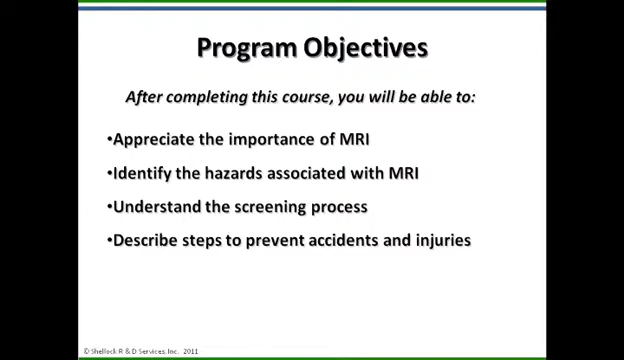 Program Objectives
After completing this course, you will be able to:
•Appreciate the importance of MRI
•Identify the hazards associated with MRI
•Understand the screening process
•Describe steps to prevent accidents and injuries
© Shellock R & D Services, Inc. 2011